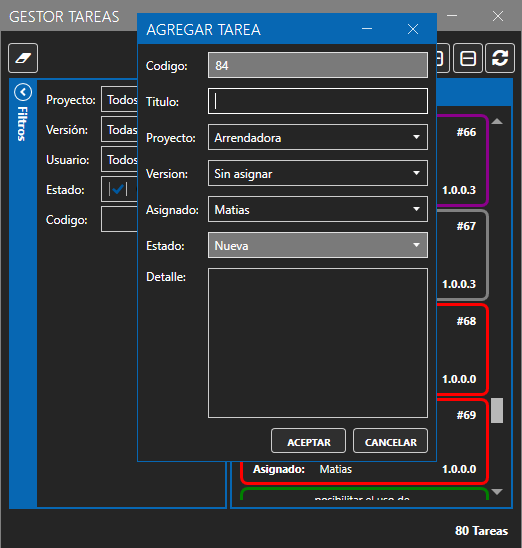 GESTOR TAREAS
AGREGAR TAREA
Codigo: 84
Titulo:
Proyecto: Arrendadora
Version: Sin asignar
Asignado: Matias
Estado: Nueva
Detalle:
ACEPTAR CANCELAR
Filtros
Proyecto: Todos
Versión: Todas
Usuario: Todos
Estado:
Codigo:
#66
1.0.0.3
#67
1.0.0.3
#68
1.0.0.0
#69
Asignado: Matias 1.0.0.0
posibilitar el uso de
80 Tareas